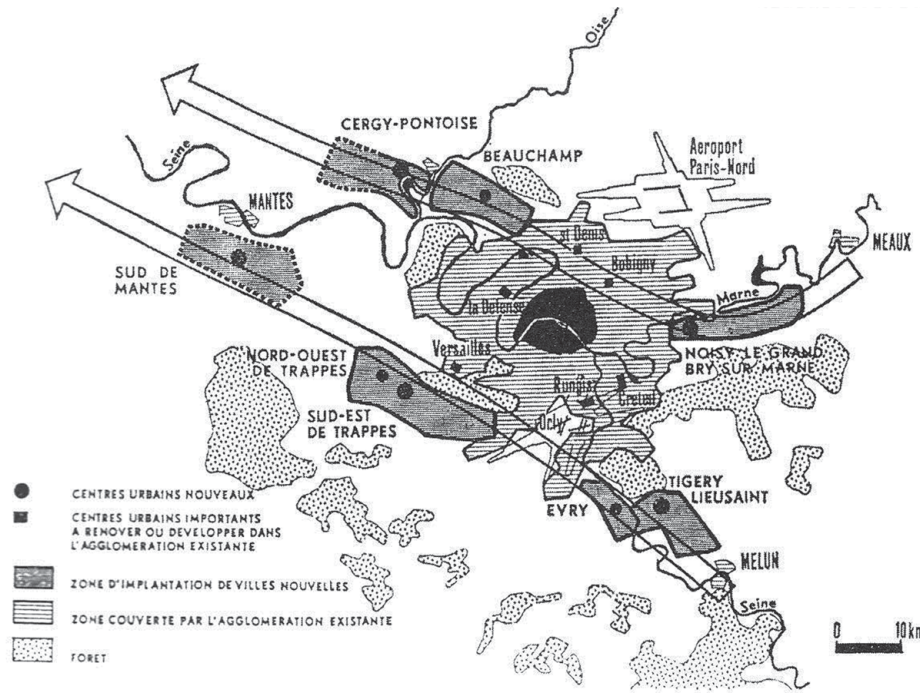 Oise
CERGY-PONTOISE
Seine
BEAUCHAMP
Aeroport
Paris-Nord
MANTES
MEAUX
St Denis
SUD DE
MANTES
Bobigny
la Défense
Marne
Versailles
NORD-OUEST
DE TRAPPES
NOISY-LE GRAND
BRY SUR MARNE
Rungis
Creteil
SUD-EST
DE TRAPPES
Orly
TIGERY
LIEUSAINT
EVRY
CENTRES URBAINS NOUVEAUX
CENTRES URBAINS IMPORTANTS
A RENOVER OU DEVELOPPER DANS
L'AGGLOMERATION EXISTANTE
MELUN
ZONE D'IMPLANTATION DE VILLES NOUVELLES
Seine
ZONE COUVERTE PAR L'AGGLOMERATION EXISTANTE
0 10 km
FORET